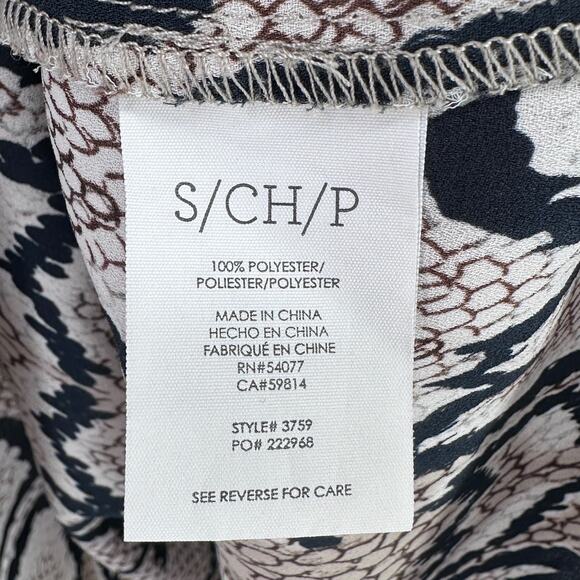 S/CH/P
100% POLYESTER/
POLIESTER/POLYESTER
MADE IN CHINA
HECHO EN CHINA
FABRIQUÉ EN CHINE
RN#54077
CA#59814
STYLE# 3759
PO# 222968
SEE REVERSE FOR CARE